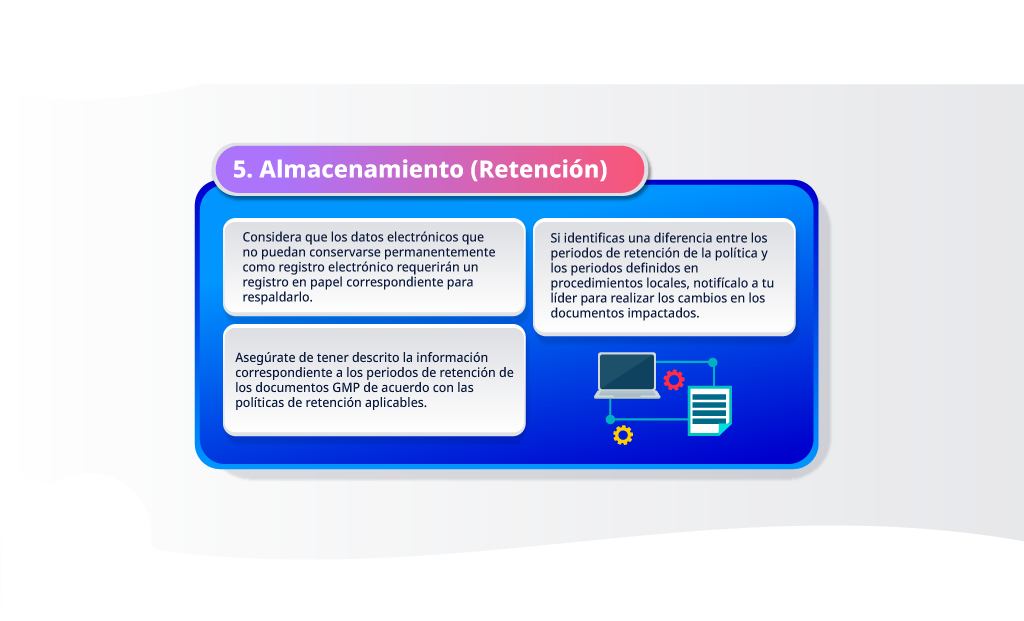 5. Almacenamiento (Retención)
Considera que los datos electrónicos que
no puedan conservarse permanentemente
como registro electrónico requerirán un
registro en papel correspondiente para
respaldarlo.
Asegúrate de tener descrito la información
correspondiente a los periodos de retención de
los documentos GMP de acuerdo con las
políticas de retención aplicables.
Si identificas una diferencia entre los
periodos de retención de la política y
los periodos definidos en
procedimientos locales, notifícalo a tu
líder para realizar los cambios en los
documentos impactados.